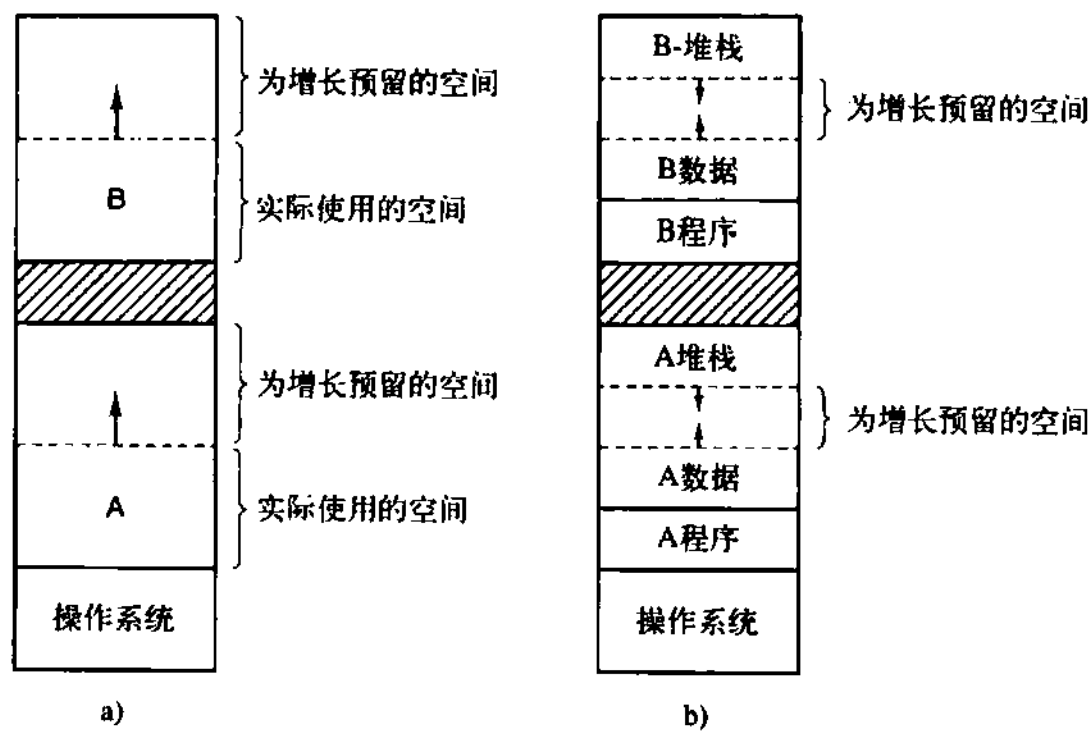 为增长预留的空间
B
实际使用的空间
为增长预留的空间
A
实际使用的空间
操作系统
a)
B-堆栈
为增长预留的空间
B数据
B程序
A堆栈
为增长预留的空间
A数据
A程序
操作系统
b)